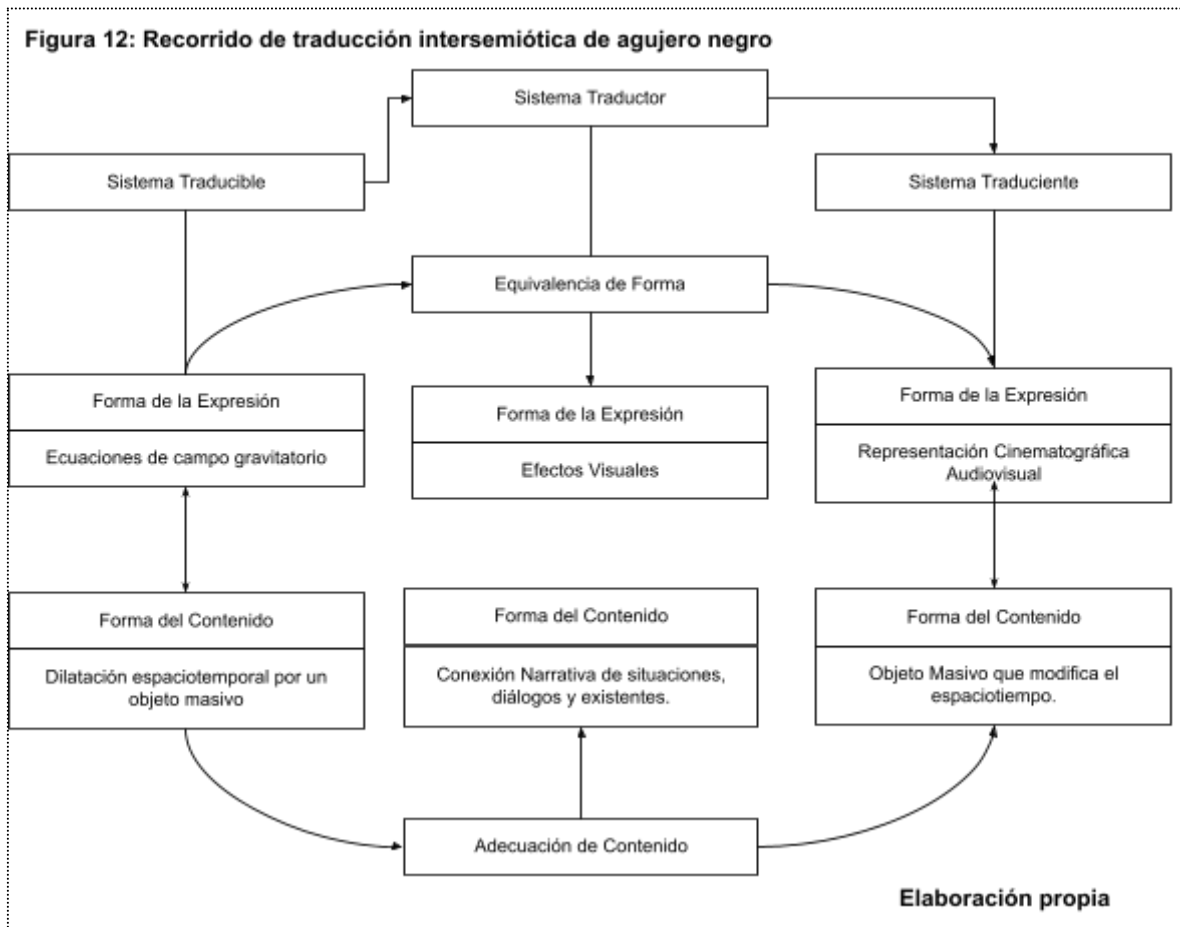 Figura 12: Recorrido de traducción intersemiótica de agujero negro
Sistema Traductor
Sistema Traducible
Sistema Traduciente
Equivalencia de Forma
Forma de la Expresión
Ecuaciones de campo gravitatorio
Forma de la Expresión
Efectos Visuales
Forma de la Expresión
Representación Cinematográfica
Audiovisual
Forma del Contenido
Dilatación espaciotemporal por un
objeto masivo
Forma del Contenido
Conexión Narrativa de situaciones,
diálogos y existentes.
Forma del Contenido
Objeto Masivo que modifica el
espaciotiempo.
Adecuación de Contenido
Elaboración propia